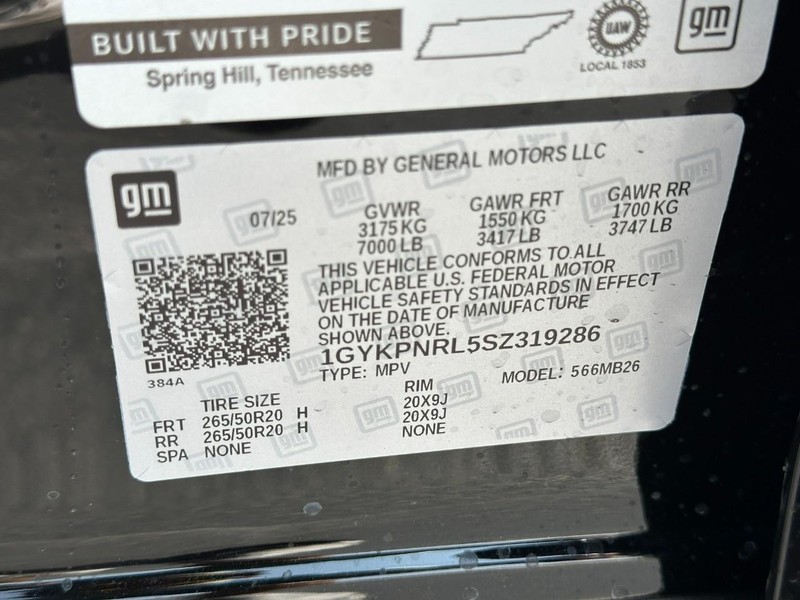 BUILT WITH PRIDE
Spring Hill, Tennessee
UAW
LOCAL 1853
gm
gm
MFD BY GENERAL MOTORS LLC
07/25
GVWR GAWR FRT GAWR RR
3175 KG 1550 KG 1700 KG
7000 LB 3417 LB 3747 LB
THIS VEHICLE CONFORMS TO ALL
APPLICABLE U.S. FEDERAL MOTOR
VEHICLE SAFETY STANDARDS IN EFFECT
ON THE DATE OF MANUFACTURE
SHOWN ABOVE.
1GYKPNRL5SZ319286
TYPE: MPV MODEL: 566MB26
384A
TIRE SIZE RIM
FRT 265/50R20 H 20X9J
RR 265/50R20 H 20X9J
SPA NONE NONE